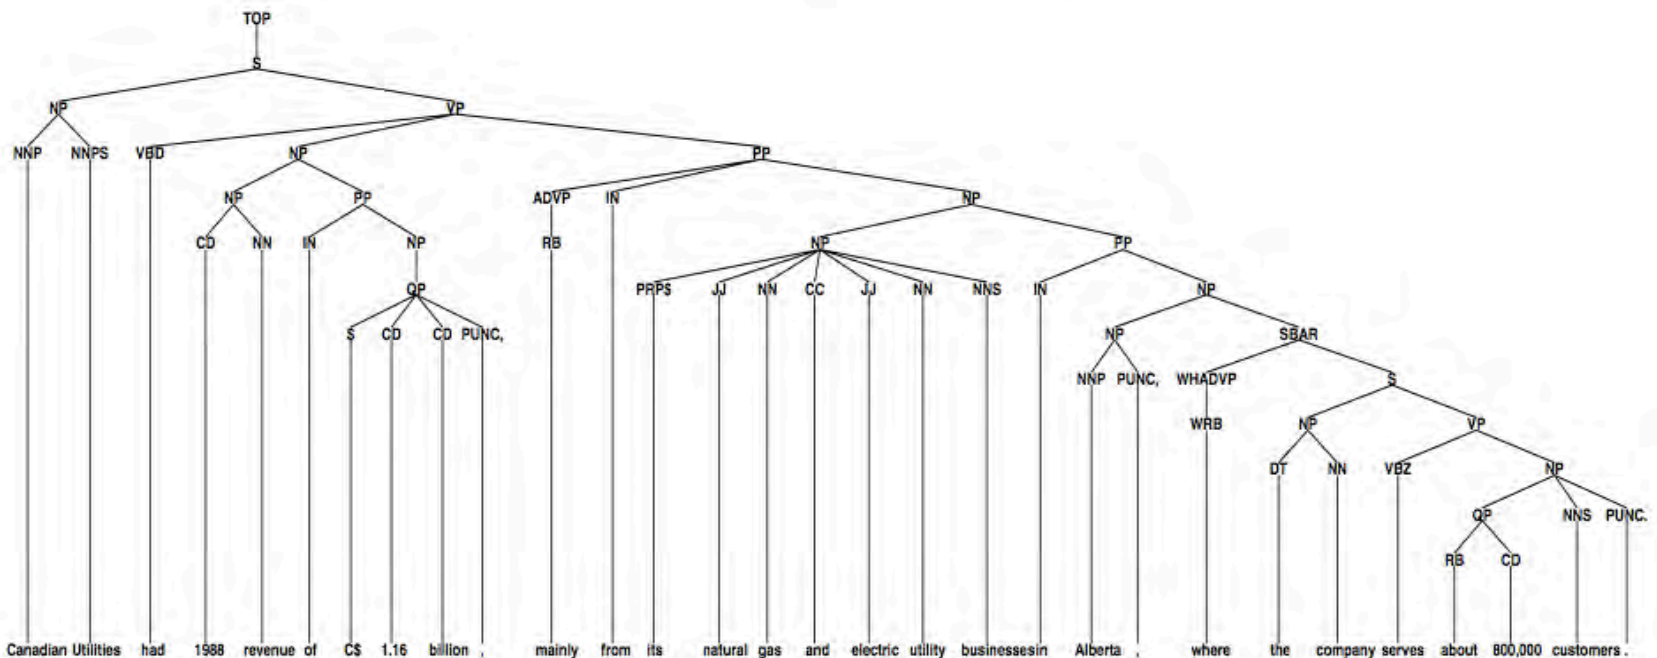 TOP
S
NP VP
NNP NNPS VBD NP PP
NP PP ADVP IN NP
CD NN IN NP RB NP PP
QP PRP$ JJ NN CC JJ NN NNS IN NP
$ CD CD PUNC, NP SBAR
NNP PUNC, WHADVP S
WRB NP VP
DT NN VBZ NP
QP NNS PUNC.
RB CD
Canadian Utilities had 1988 revenue of C$ 1.16 billion , mainly from its natural gas and electric utility businesses in Alberta , where the company serves about 800,000 customers .